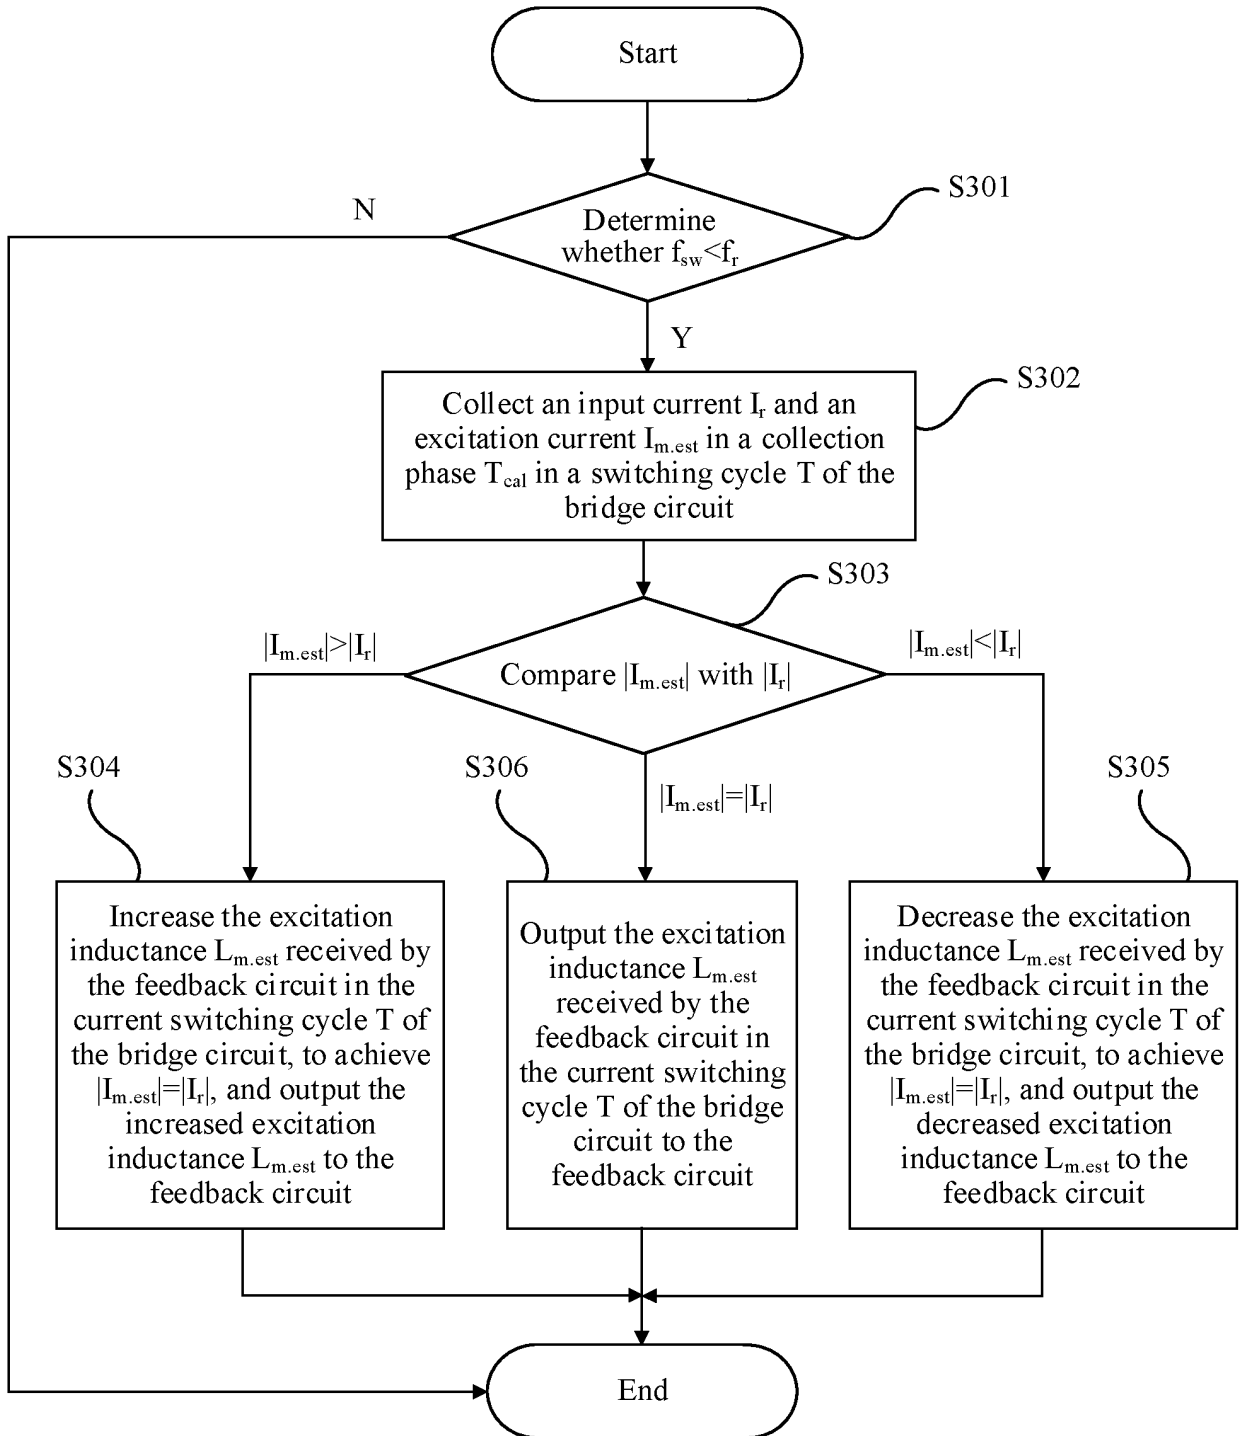 Start
S301
N
Determine
whether fsw<fr
Y
S302
Collect an input current Ir and an
excitation current Im.est in a collection
phase Tcal in a switching cycle T of the
bridge circuit
S303
|Im.est|>|Ir|
|Im.est|<|Ir|
Compare |Im.est| with |Ir|
S304
S306
S305
|Im.est|=|Ir|
Increase the excitation
inductance Lm.est received by
the feedback circuit in the
current switching cycle T of
the bridge circuit, to achieve
|Im.est|=|Ir|, and output the
increased excitation
inductance Lm.est to the
feedback circuit
Output the excitation
inductance Lm.est
received by the
feedback circuit in
the current switching
cycle T of the bridge
circuit to the
feedback circuit
Decrease the excitation
inductance Lm.est received by
the feedback circuit in the
current switching cycle T of
the bridge circuit, to achieve
|Im.est|=|Ir|, and output the
decreased excitation
inductance Lm.est to the
feedback circuit
End